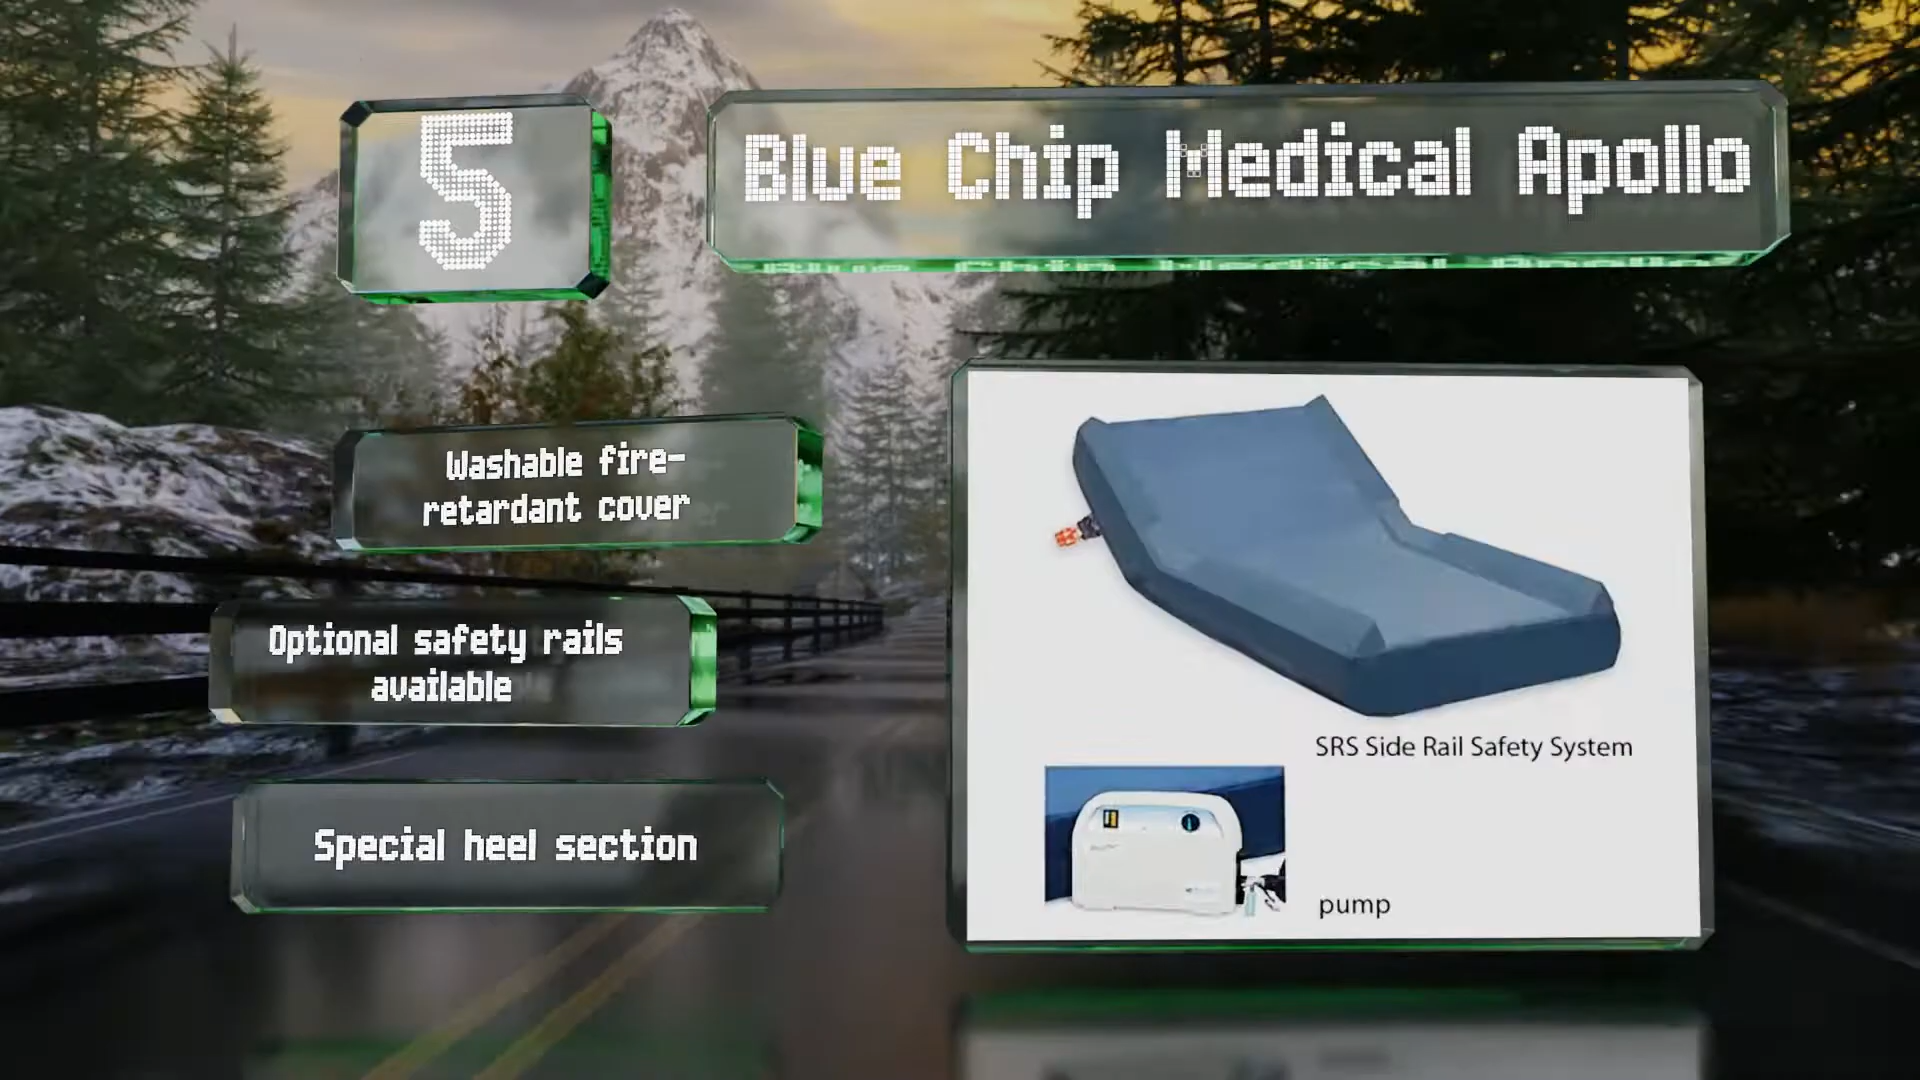 5
Blue Chip Medical Apollo
Washable fire-
retardant cover
Optional safety rails
available
Special heel section
SRS Side Rail Safety System
pump